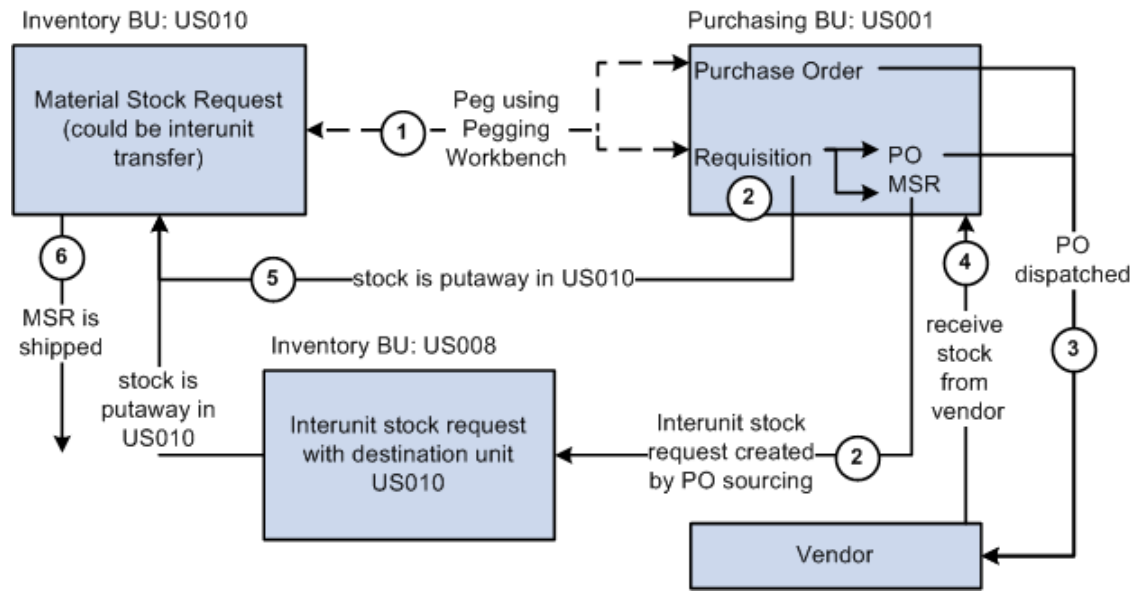 Inventory BU: US010
Purchasing BU: US001
Material Stock Request
(could be interunit
transfer)
1
Peg using
Pegging
Workbench
Purchase Order
Requisition
PO
MSR
2
6
MSR is
shipped
5
stock is putaway in US010
4
receive
stock
from
vendor
PO
dispatched
3
stock is
putaway in
US010
Inventory BU: US008
Interunit stock request
with destination unit
US010
Interunit stock
request created
by PO sourcing
2
Vendor